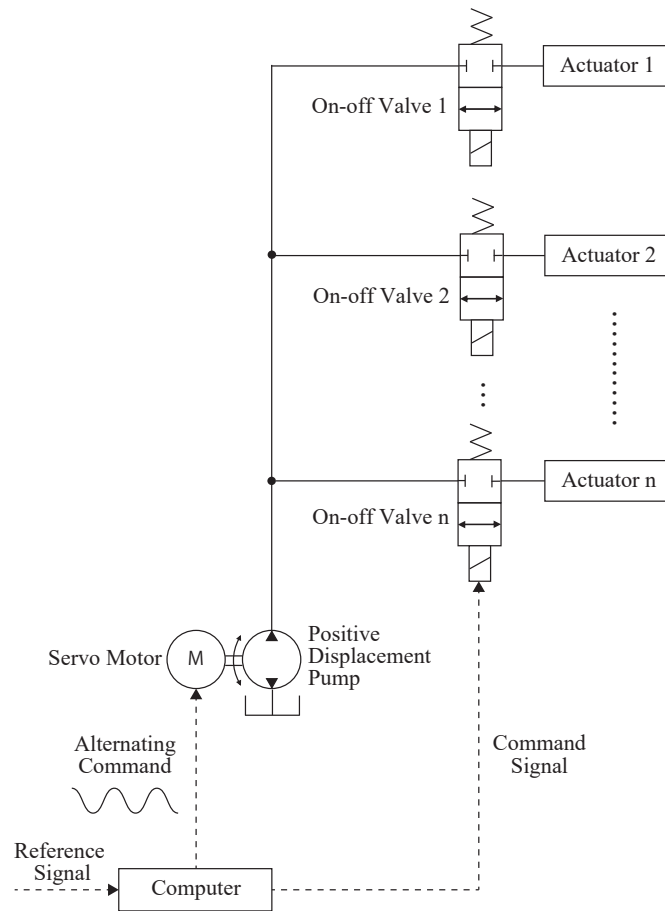 Actuator 1
On-off Valve 1
Actuator 2
On-off Valve 2
Actuator n
On-off Valve n
Servo Motor
M
Positive
Displacement
Pump
Alternating
Command
Command
Signal
Reference
Signal
Computer